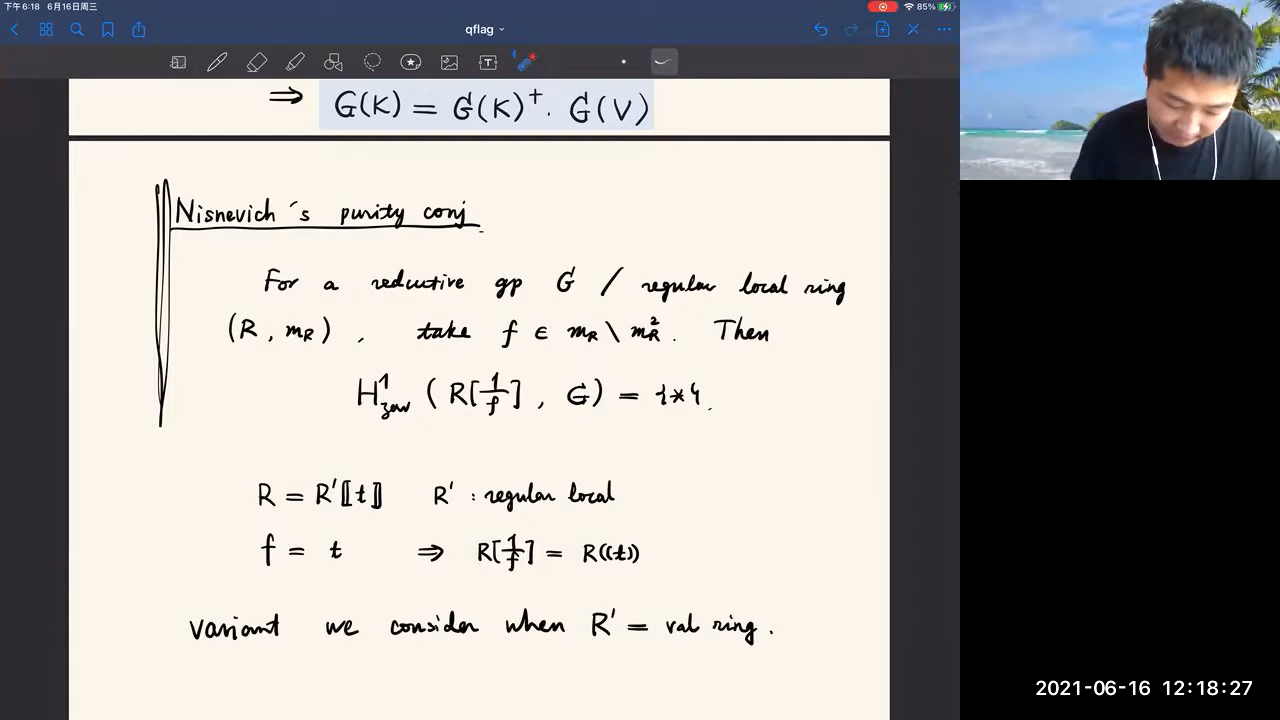 下午6:18 6月16日周三
85%
qflag
⇒ G(K) = G(K)⁺ · G(V)
Nisnevich's purity conj
For a reductive gp G / regular local ring
(R, m_R), take f ∈ m_R \ m_R². Then
H¹_zar (R[1/f], G) = {*}.
R = R'[[t]] R' : regular local
f = t ⇒ R[1/f] = R((t))
variant we consider when R' = val ring.
2021-06-16 12:18:27